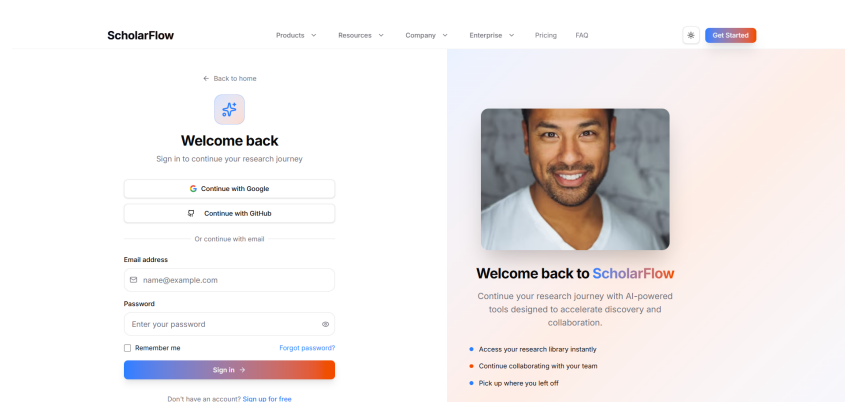 ScholarFlow
Products
Resources
Company
Enterprise
Pricing
FAQ
Get Started
← Back to home
Welcome back
Sign in to continue your research journey
Continue with Google
Continue with GitHub
Or continue with email
Email address
name@example.com
Password
Enter your password
Remember me
Forgot password?
Sign in →
Don't have an account? Sign up for free
Welcome back to ScholarFlow
Continue your research journey with AI-powered
tools designed to accelerate discovery and
collaboration.
Access your research library instantly
Continue collaborating with your team
Pick up where you left off